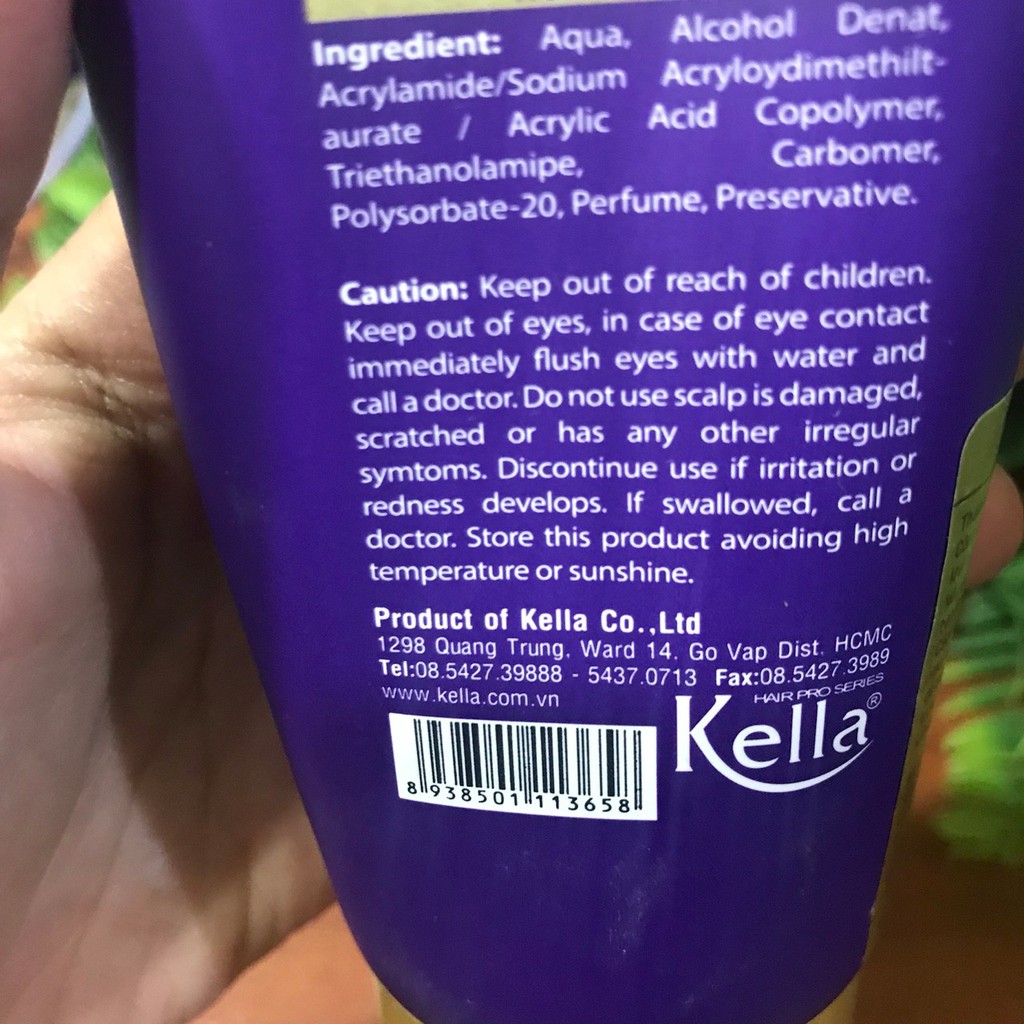 Ingredient: Aqua, Alcohol Denat,
Acrylamide/Sodium Acryloydimethilt-
aurate / Acrylic Acid Copolymer,
Triethanolamipe, Carbomer,
Polysorbate-20, Perfume, Preservative.
Caution: Keep out of reach of children.
Keep out of eyes, in case of eye contact
immediately flush eyes with water and
call a doctor. Do not use scalp is damaged,
scratched or has any other irregular
symtoms. Discontinue use if irritation or
redness develops. If swallowed, call a
doctor. Store this product avoiding high
temperature or sunshine.
Product of Kella Co.,Ltd
1298 Quang Trung, Ward 14, Go Vap Dist. HCMC
Tel:08.5427.39888 - 5437.0713 Fax:08.5427.3989
www.kella.com.vn
HAIR PRO SERIES
Kella®
8 938501 113658